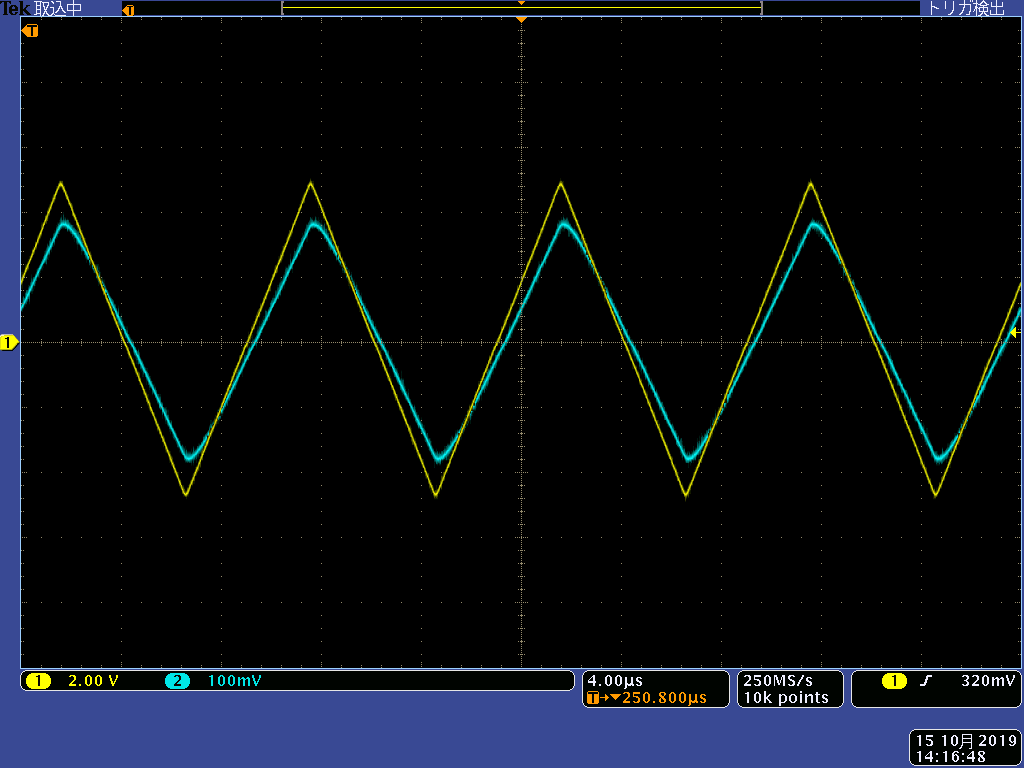 Tek 取込中
T
トリガ検出
T
1
1 2.00 V 2 100mV
4.00μs
T→▼250.800μs
250MS/s
10k points
1 ∫ 320mV
15 10月 2019
14:16:48